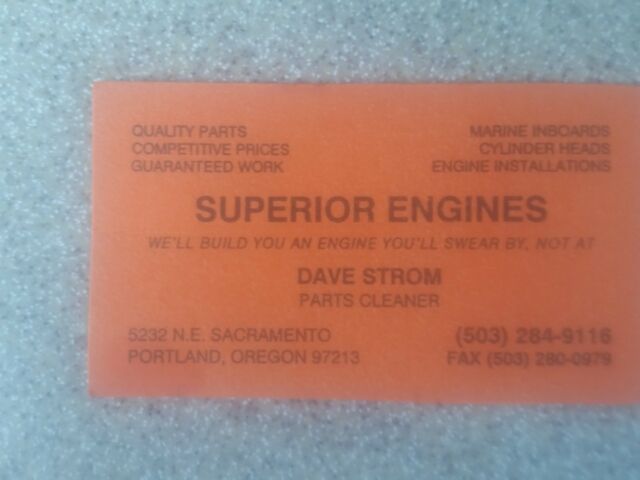 QUALITY PARTS
COMPETITIVE PRICES
GUARANTEED WORK
MARINE INBOARDS
CYLINDER HEADS
ENGINE INSTALLATIONS
SUPERIOR ENGINES
WE'LL BUILD YOU AN ENGINE YOU'LL SWEAR BY, NOT AT
DAVE STROM
PARTS CLEANER
5232 N.E. SACRAMENTO
PORTLAND, OREGON 97213
(503) 284-9116
FAX (503) 280-0979